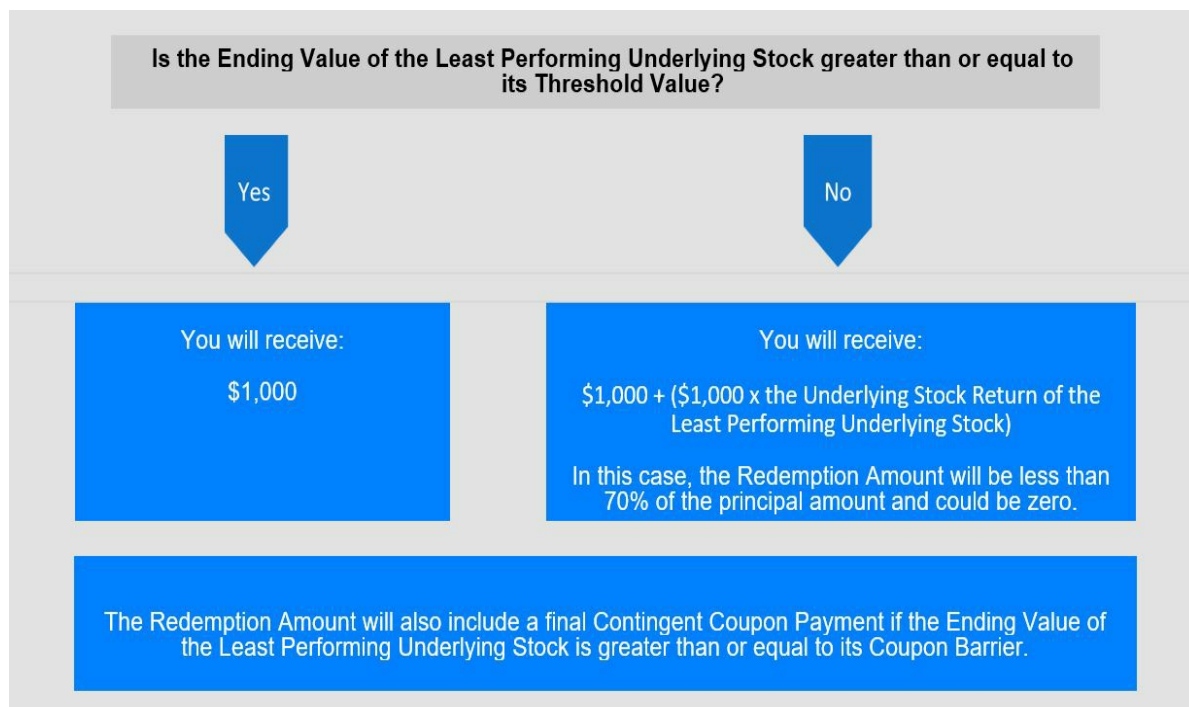 Is the Ending Value of the Least Performing Underlying Stock greater than or equal to
its Threshold Value?
Yes
No
You will receive:
$1,000
You will receive:
$1,000 + ($1,000 x the Underlying Stock Return of the
Least Performing Underlying Stock)
In this case, the Redemption Amount will be less than
70% of the principal amount and could be zero.
The Redemption Amount will also include a final Contingent Coupon Payment if the Ending Value of
the Least Performing Underlying Stock is greater than or equal to its Coupon Barrier.